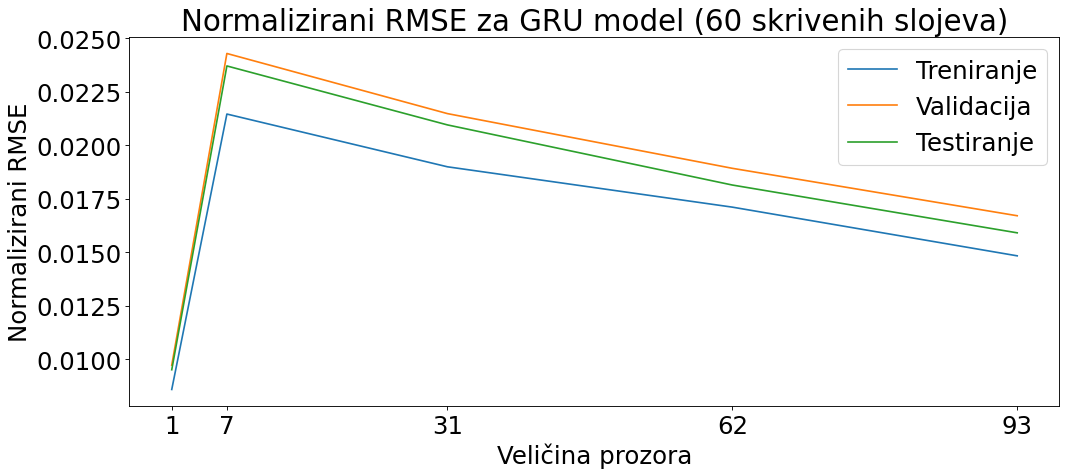 Normalizirani RMSE za GRU model (60 skrivenih slojeva)
Normalizirani RMSE
0.0250
0.0225
0.0200
0.0175
0.0150
0.0125
0.0100
Treniranje
Validacija
Testiranje
1 7 31 62 93
Veličina prozora